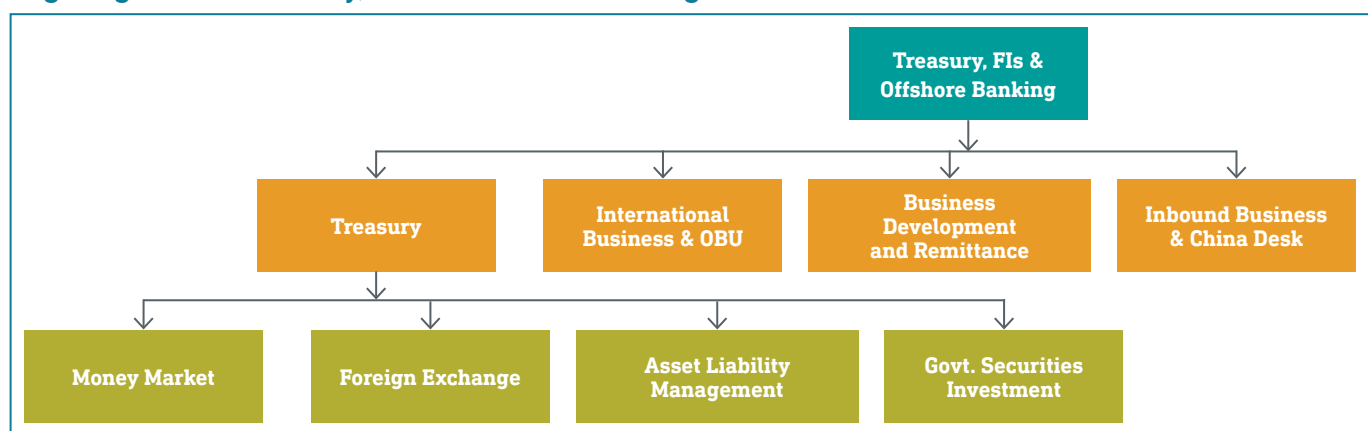 Treasury, FIs &
Offshore Banking
Treasury
International
Business & OBU
Business
Development
and Remittance
Inbound Business
& China Desk
Money Market
Foreign Exchange
Asset Liability
Management
Govt. Securities
Investment